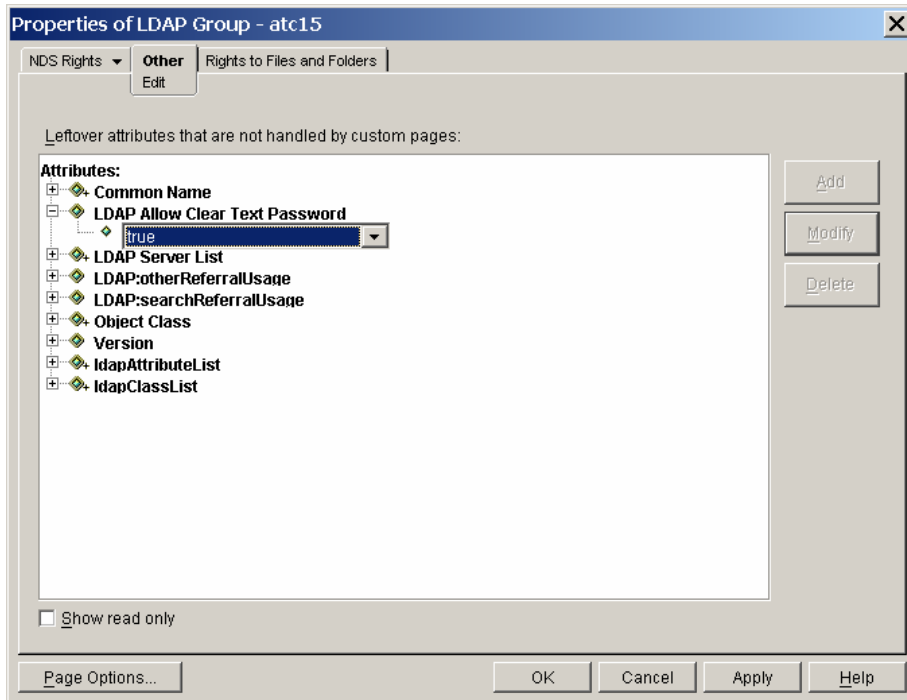 Properties of LDAP Group - atc15
NDS Rights Other Rights to Files and Folders
Edit
Leftover attributes that are not handled by custom pages:
Attributes:
Common Name
LDAP Allow Clear Text Password
true
LDAP Server List
LDAP:otherReferralUsage
LDAP:searchReferralUsage
Object Class
Version
ldapAttributeList
ldapClassList
Add
Modify
Delete
Show read only
Page Options... OK Cancel Apply Help